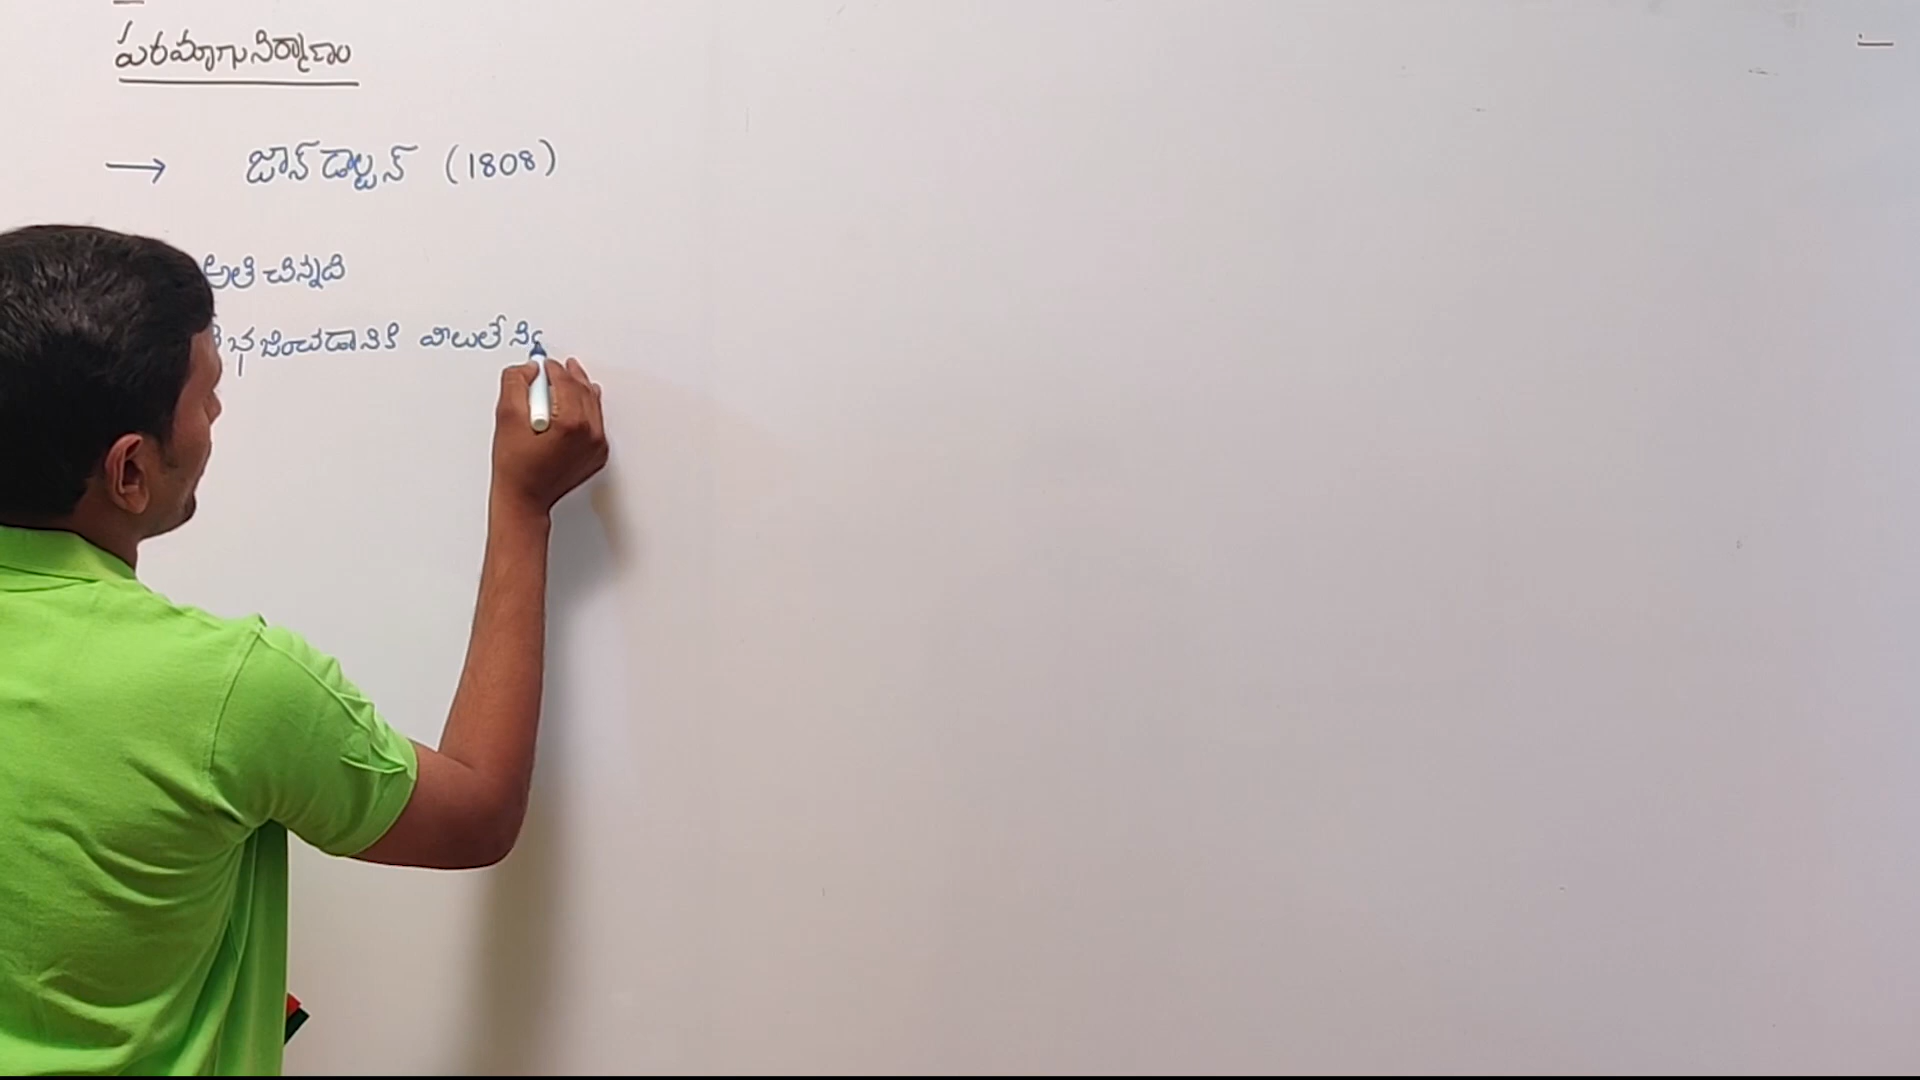 పరమాణు నిర్మాణం
→ జాన్ డాల్టన్ (1808)
అతి చిన్నది
విభజించడానికి వీలులేని